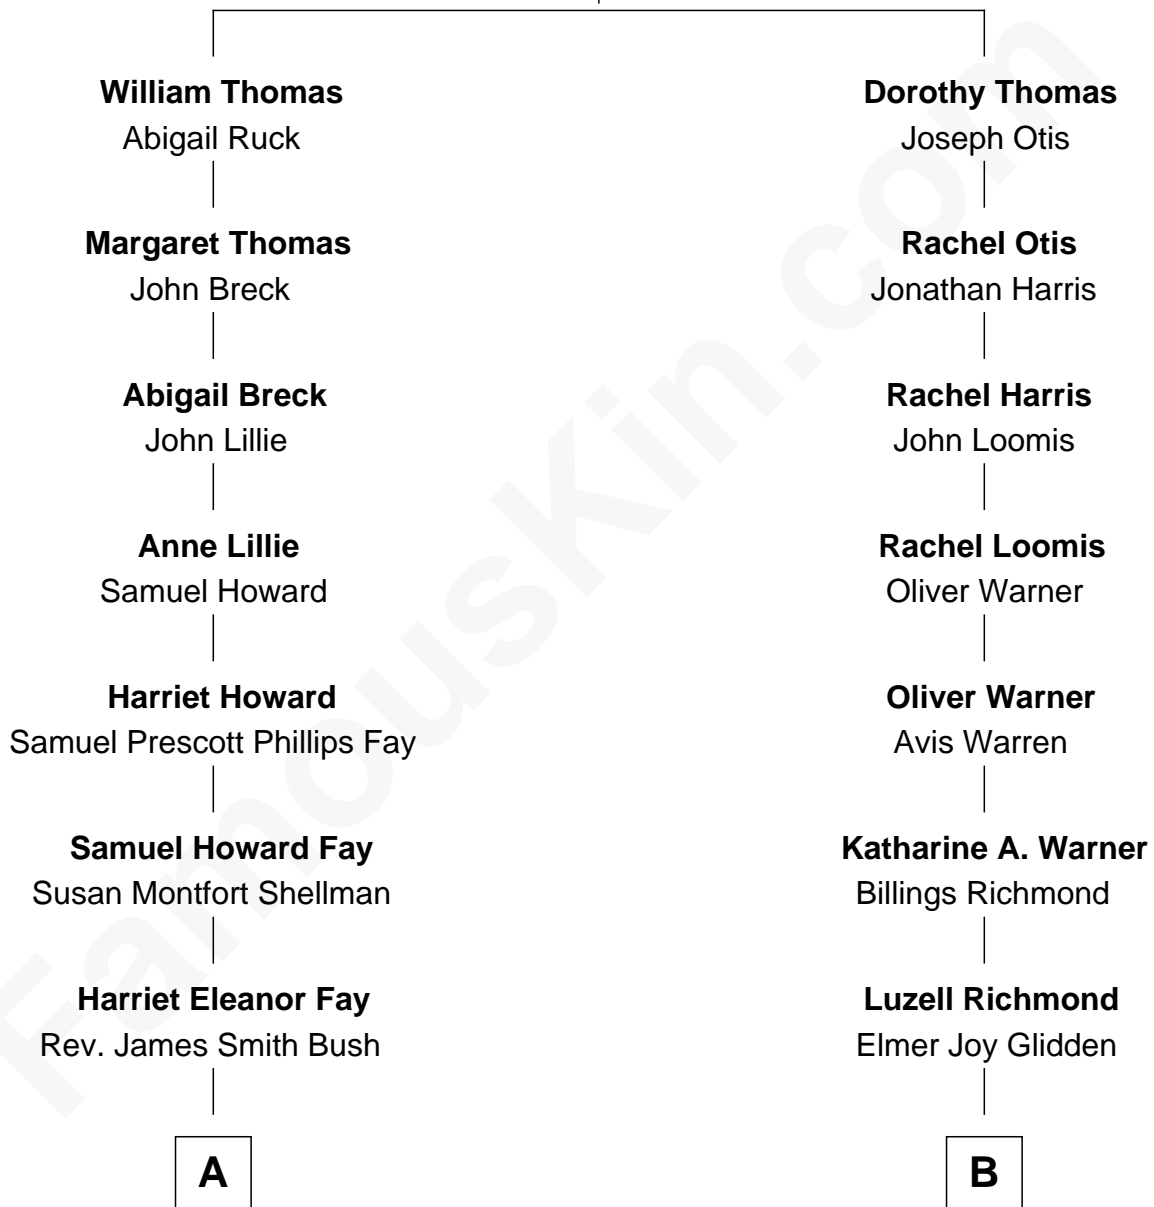 William Thomas
Abigail Ruck
Dorothy Thomas
Joseph Otis
Margaret Thomas
John Breck
Rachel Otis
Jonathan Harris
Abigail Breck
John Lillie
Rachel Harris
John Loomis
Anne Lillie
Samuel Howard
Rachel Loomis
Oliver Warner
Harriet Howard
Samuel Prescott Phillips Fay
Oliver Warner
Avis Warren
Samuel Howard Fay
Susan Montfort Shellman
Katharine A. Warner
Billings Richmond
Harriet Eleanor Fay
Rev. James Smith Bush
Luzell Richmond
Elmer Joy Glidden
A
B
FamousKin.com